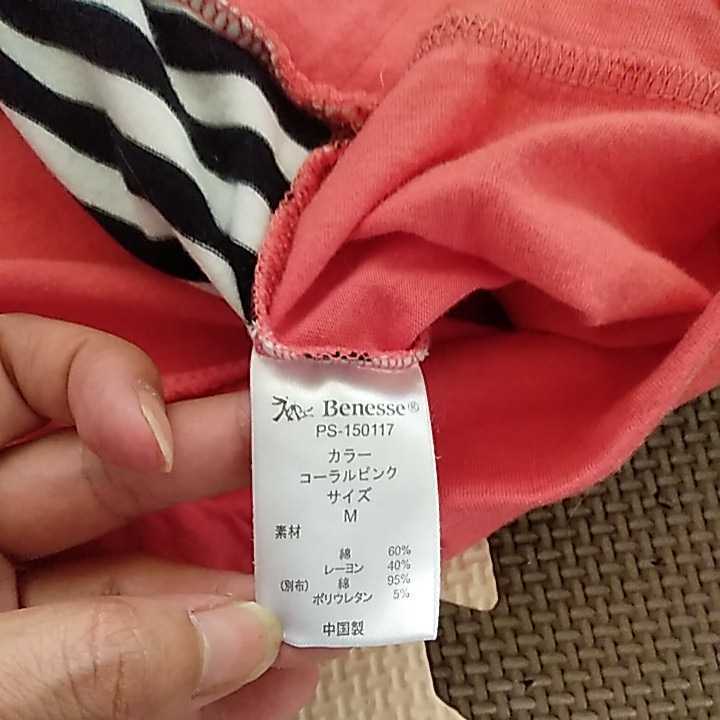 Benesse®
PS-150117
カラー
コーラルピンク
サイズ
M
素材
綿 60%
レーヨン 40%
(別布) 綿 95%
ポリウレタン 5%
中国製